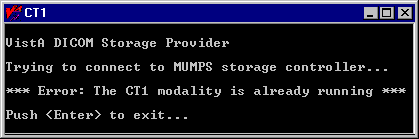 CT1
VistA DICOM Storage Provider
Trying to connect to MUMPS storage controller...
*** Error: The CT1 modality is already running ***
Push <Enter> to exit...